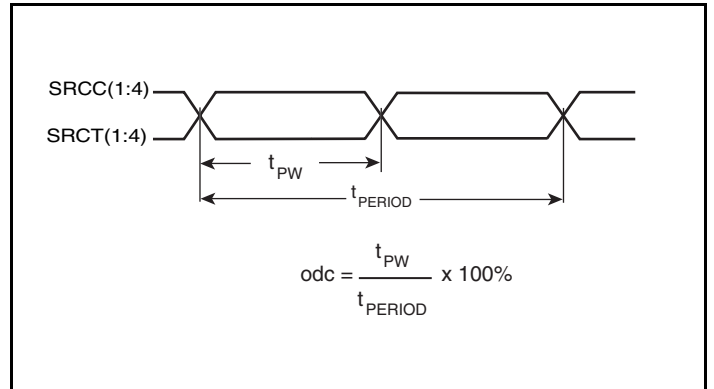 SRCC(1:4)
SRCT(1:4)
tPW
tPERIOD
odc = tPW / tPERIOD x 100%